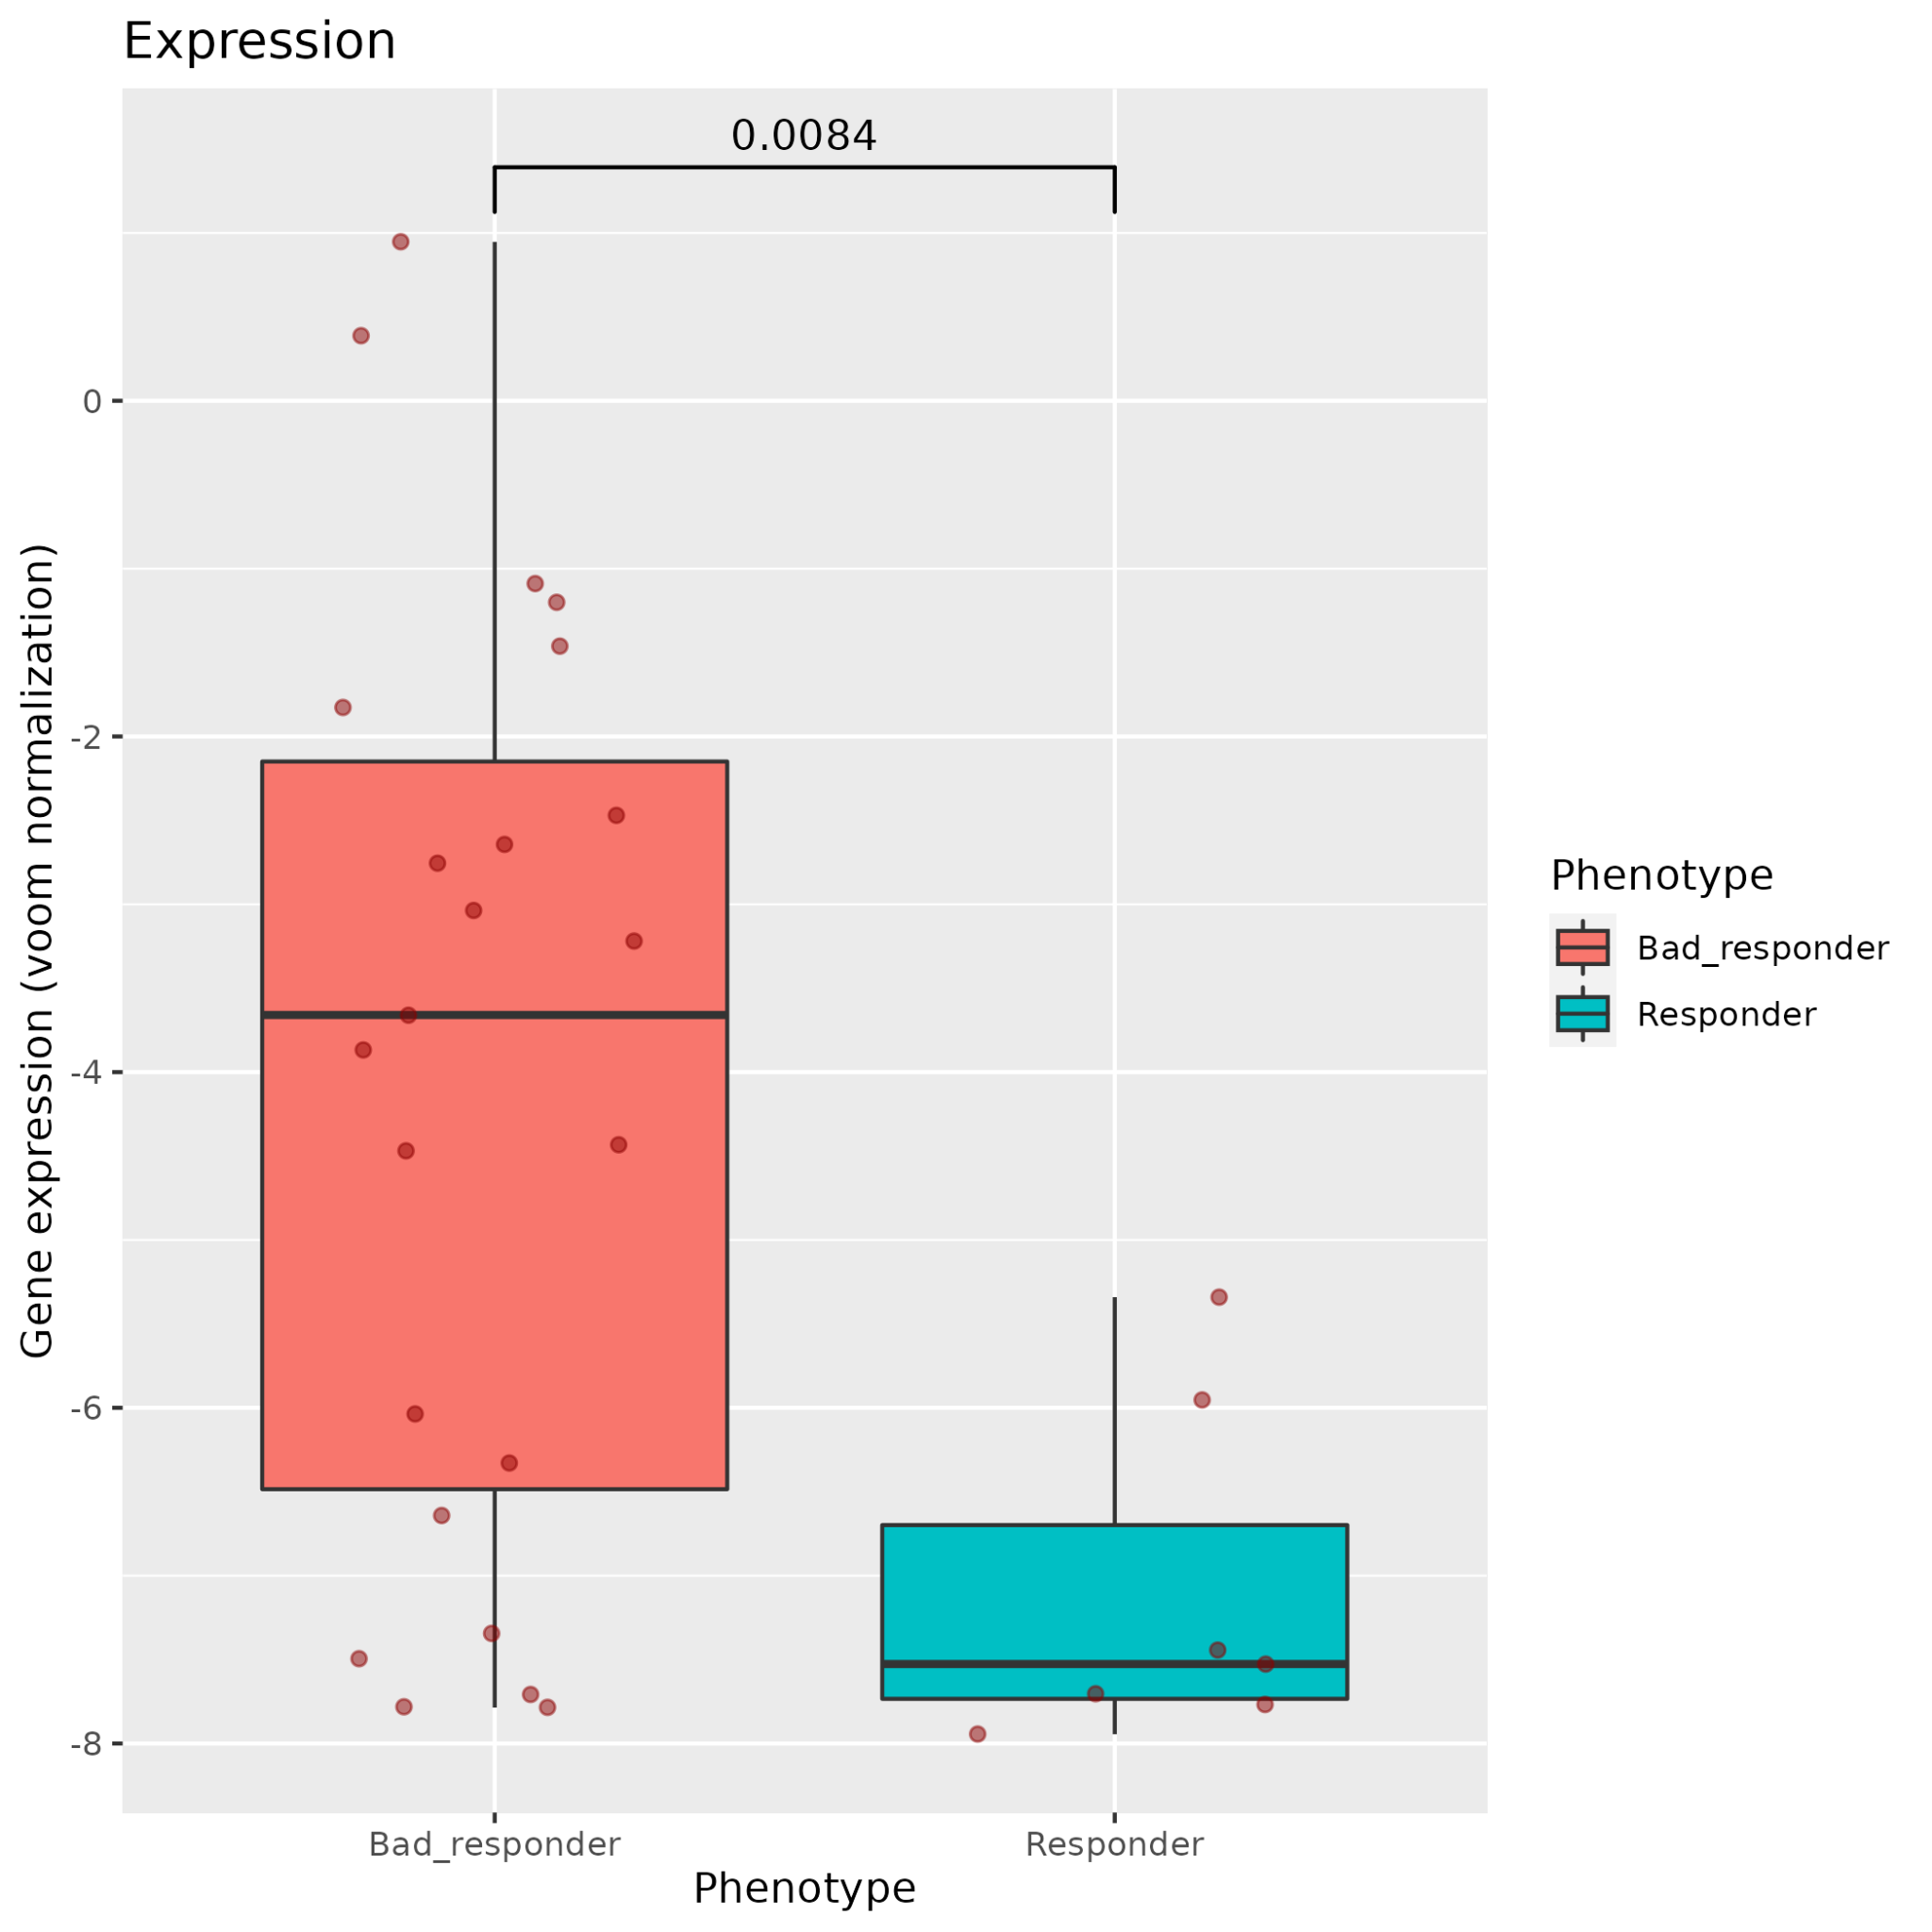 Expression
0.0084
0
-2
-4
-6
-8
Gene expression (voom normalization)
Bad_responder
Responder
Phenotype
Phenotype
Bad_responder
Responder